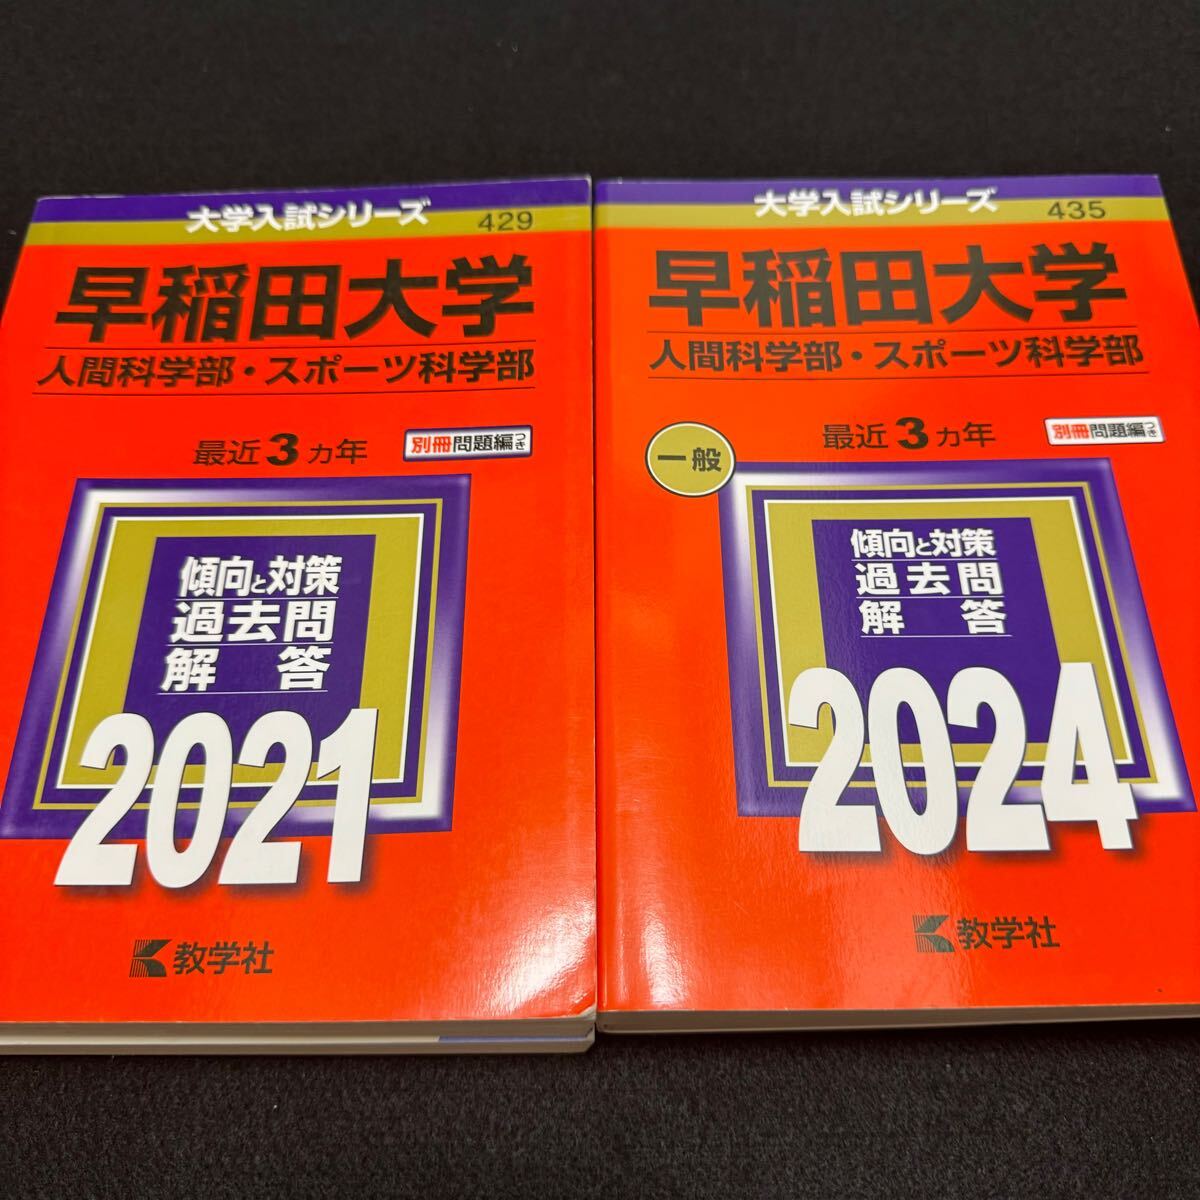 大学入試シリーズ
429
早稲田大学
人間科学部・スポーツ科学部
最近3ヵ年
別冊問題編つき
傾向と対策
過去問
解答
2021
教学社
大学入試シリーズ
435
早稲田大学
人間科学部・スポーツ科学部
一般
最近3ヵ年
別冊問題編つき
傾向と対策
過去問
解答
2024
教学社